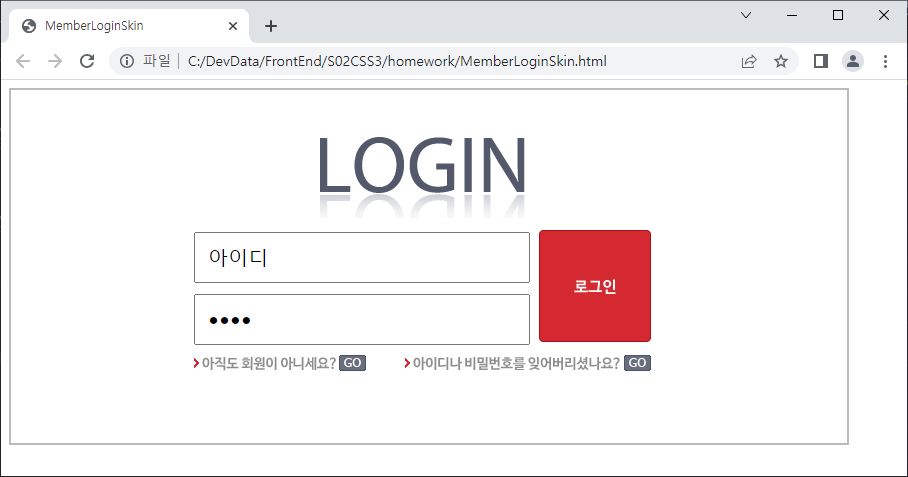 MemberLoginSkin
파일 C:/DevData/FrontEnd/S02CSS3/homework/MemberLoginSkin.html
LOGIN
아이디
••••
로그인
아직도 회원이 아니세요? GO
아이디나 비밀번호를 잊어버리셨나요? GO